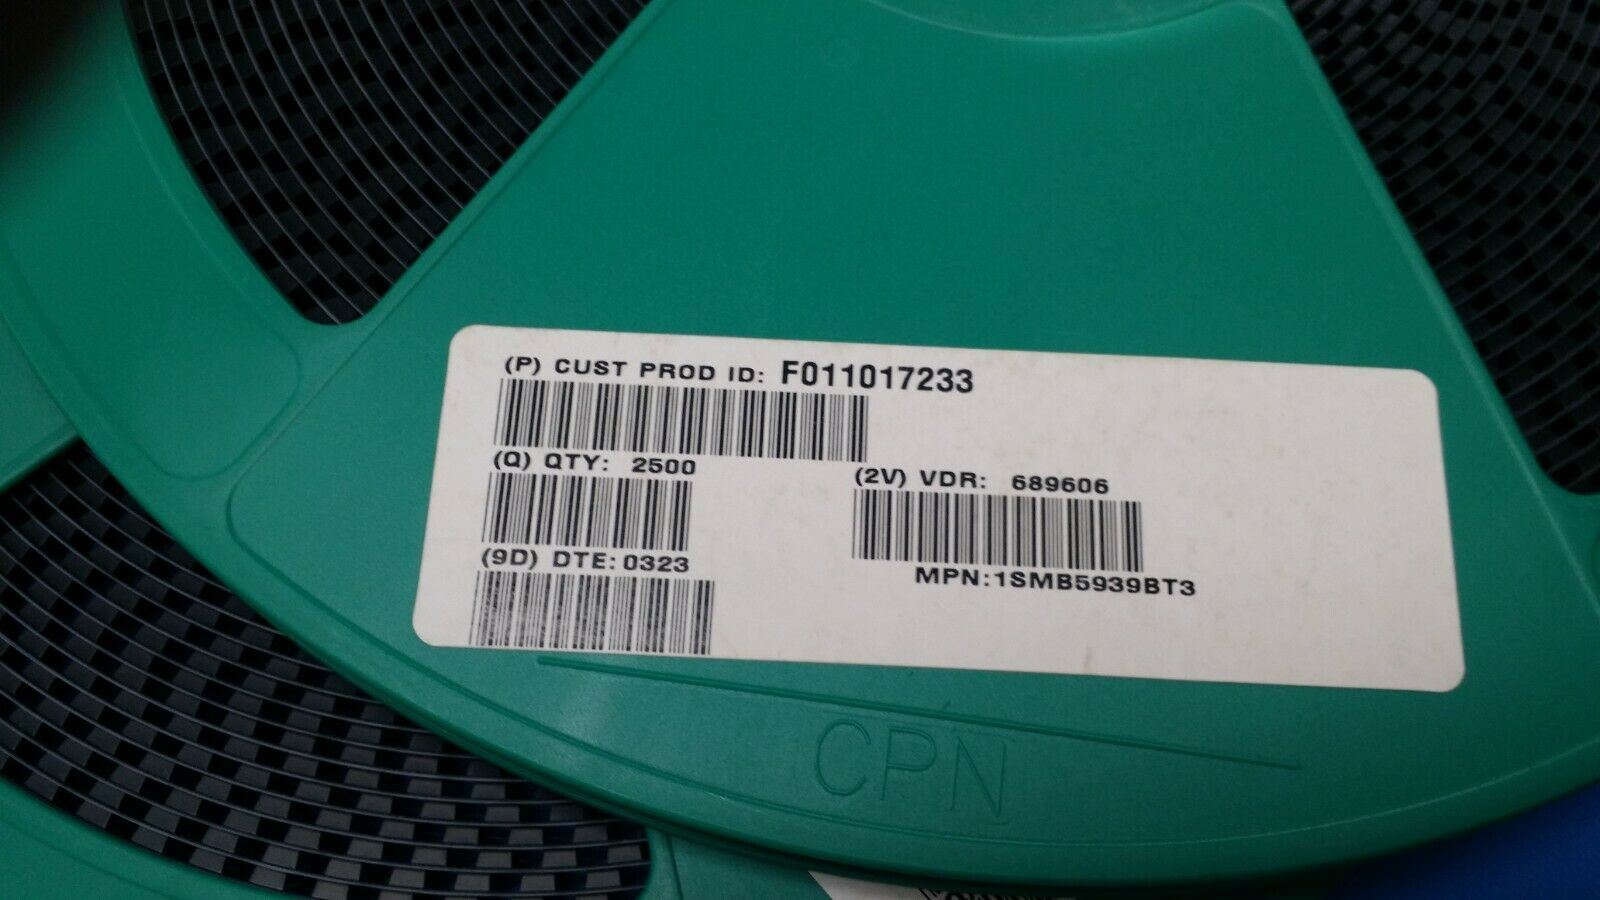 (P) CUST PROD ID: F011017233
(Q) QTY: 2500
(2V) VDR: 689606
(9D) DTE:0323
MPN:1SMB5939BT3
CPN